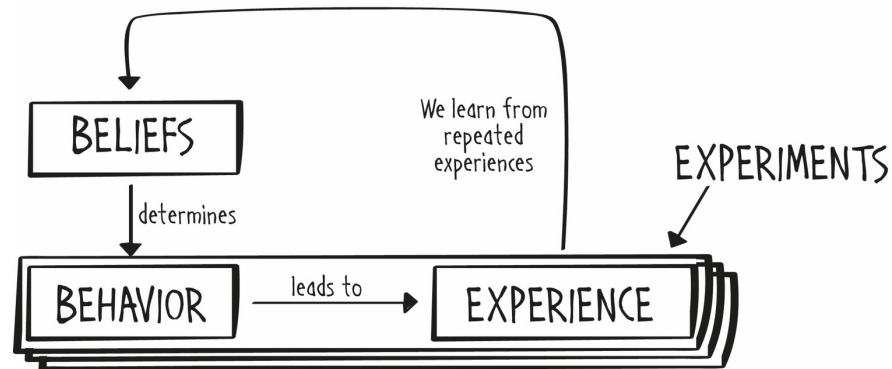 We learn from
repeated
experiences
BELIEFS
EXPERIMENTS
determines
BEHAVIOR
leads to
EXPERIENCE